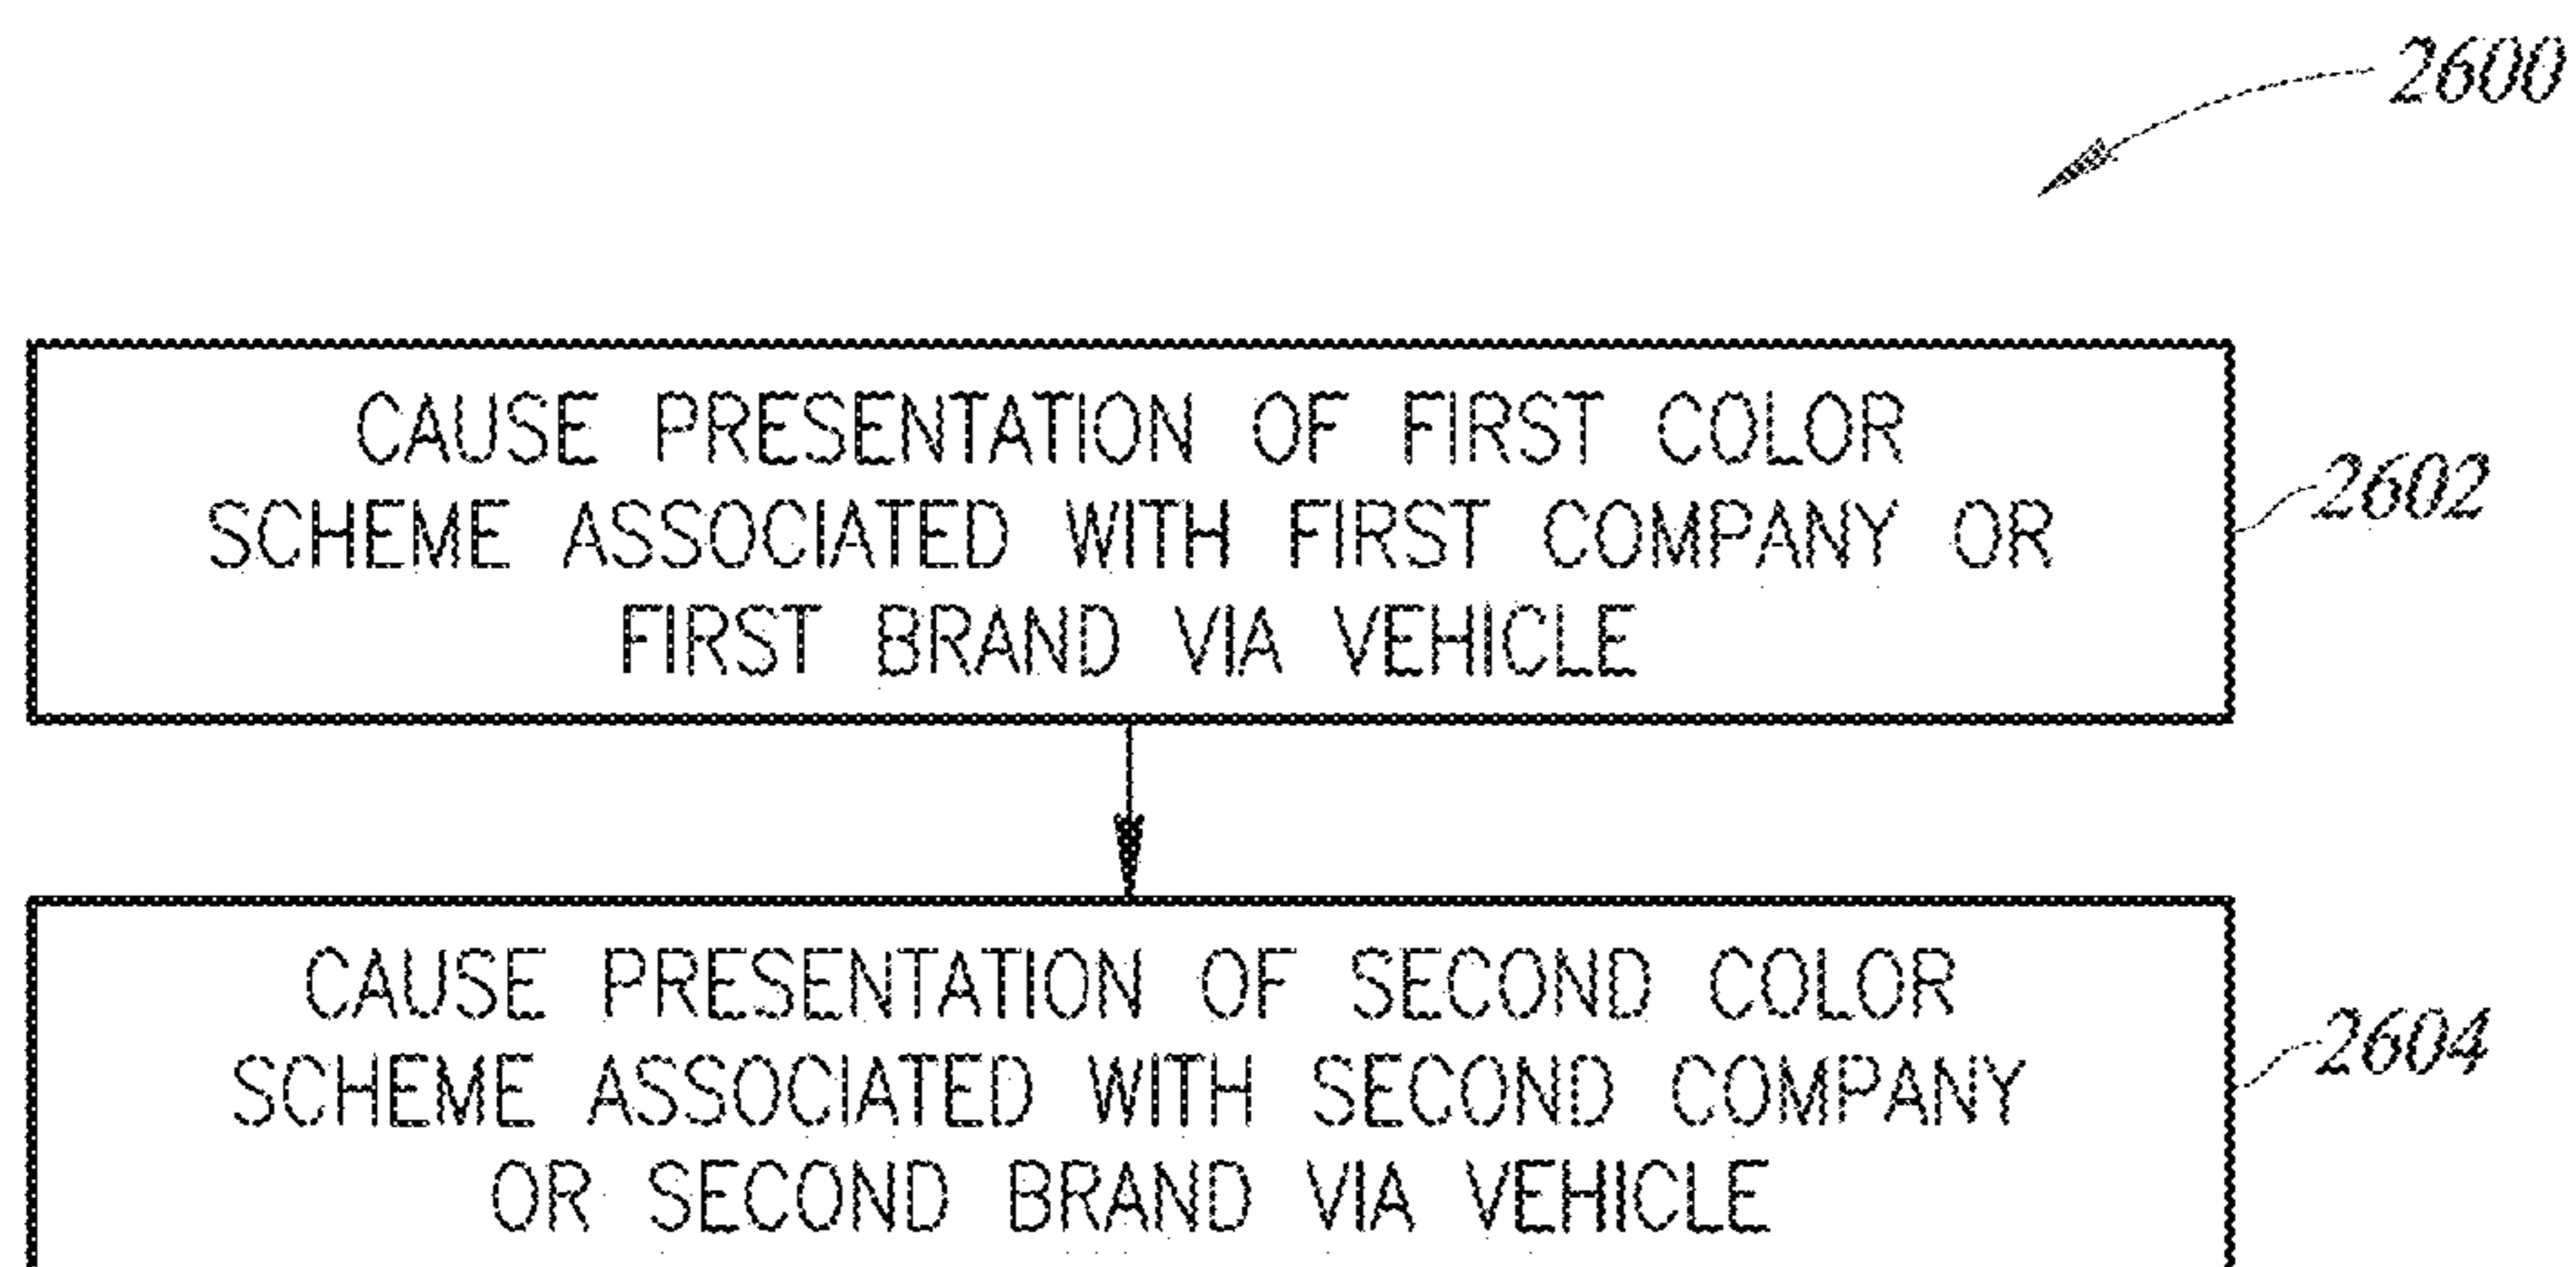 2600
CAUSE PRESENTATION OF FIRST COLOR
SCHEME ASSOCIATED WITH FIRST COMPANY OR
FIRST BRAND VIA VEHICLE
2602
CAUSE PRESENTATION OF SECOND COLOR
SCHEME ASSOCIATED WITH SECOND COMPANY
OR SECOND BRAND VIA VEHICLE
2604